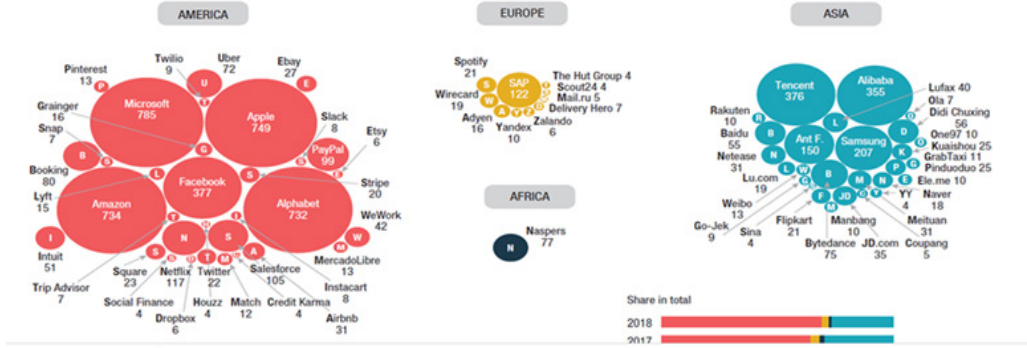 AMERICA
Pinterest
13
P
Twilio
9
Uber
72
U
T
Ebay
27
E
Microsoft
785
Apple
749
Grainger
16
G
Snap
7
S
Slack
8
S
Etsy
6
PayPal
99
B
Booking
80
Lyft
15
L
Facebook
377
S
Stripe
20
Amazon
734
Alphabet
732
WeWork
42
W
I
Intuit
51
T
H
I
N
S
A
M
MercadoLibre
13
S
S
D
T
M
Trip Advisor
7
Square
23
Netflix
117
Twitter
22
Salesforce
105
Instacart
8
Social Finance
4
Houzz
4
Match
12
Credit Karma
4
Dropbox
6
Airbnb
31
EUROPE
Spotify
21
S
SAP
122
The Hut Group 4
Scout24 4
Mail.ru 5
Delivery Hero 7
Wirecard
19
W
Adyen
16
A
Y
Z
D
Yandex
10
Zalando
6
AFRICA
N
Naspers
77
ASIA
Tencent
376
Alibaba
355
Lufax 40
L
Ola 7
O
Didi Chuxing
56
D
Rakuten
10
R
Baidu
55
B
Ant F.
150
Samsung
207
One97 10
O
Kuaishou 25
K
GrabTaxi 11
G
Pinduoduo 25
P
Netease
31
N
Ele.me 10
E
Lu.com
19
L
W
G
B
M
N
F
JD
C
Y
M
YY
4
Naver
18
Weibo
13
Go-Jek
9
Sina
4
Flipkart
21
Manbang
10
Meituan
31
Bytedance
75
JD.com
35
Coupang
5
Share in total
2018
2017